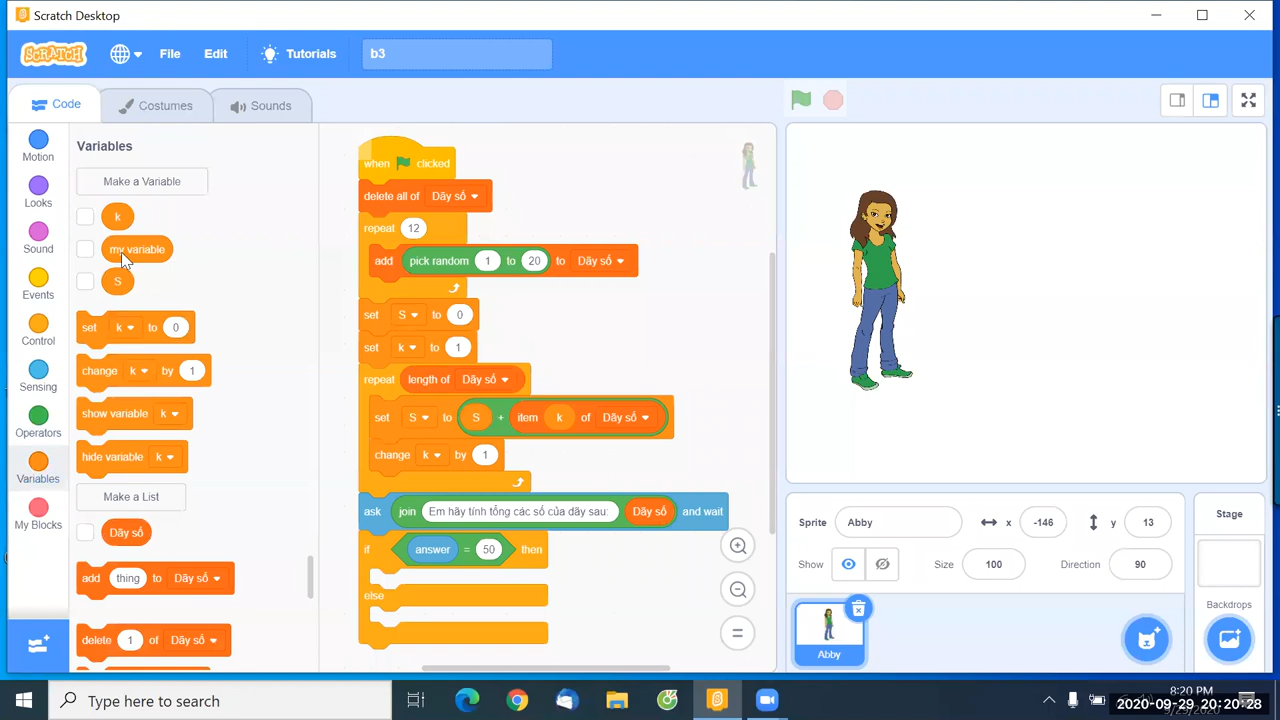 Scratch Desktop
SCRATCH
File
Edit
Tutorials
b3
Code
Costumes
Sounds
Motion
Looks
Sound
Events
Control
Sensing
Operators
Variables
My Blocks
Variables
Make a Variable
k
my variable
S
set k to 0
change k by 1
show variable k
hide variable k
Make a List
Dãy số
add thing to Dãy số
delete 1 of Dãy số
when clicked
delete all of Dãy số
repeat 12
add pick random 1 to 20 to Dãy số
set S to 0
set k to 1
repeat length of Dãy số
set S to S + item k of Dãy số
change k by 1
ask join Em hãy tính tổng các số của dãy sau: Dãy số and wait
if answer = 50 then
else
Sprite Abby x -146 y 13
Show Size 100 Direction 90
Abby
Stage
Backdrops
Type here to search
8:20 PM
2020-09-29 20:20:28